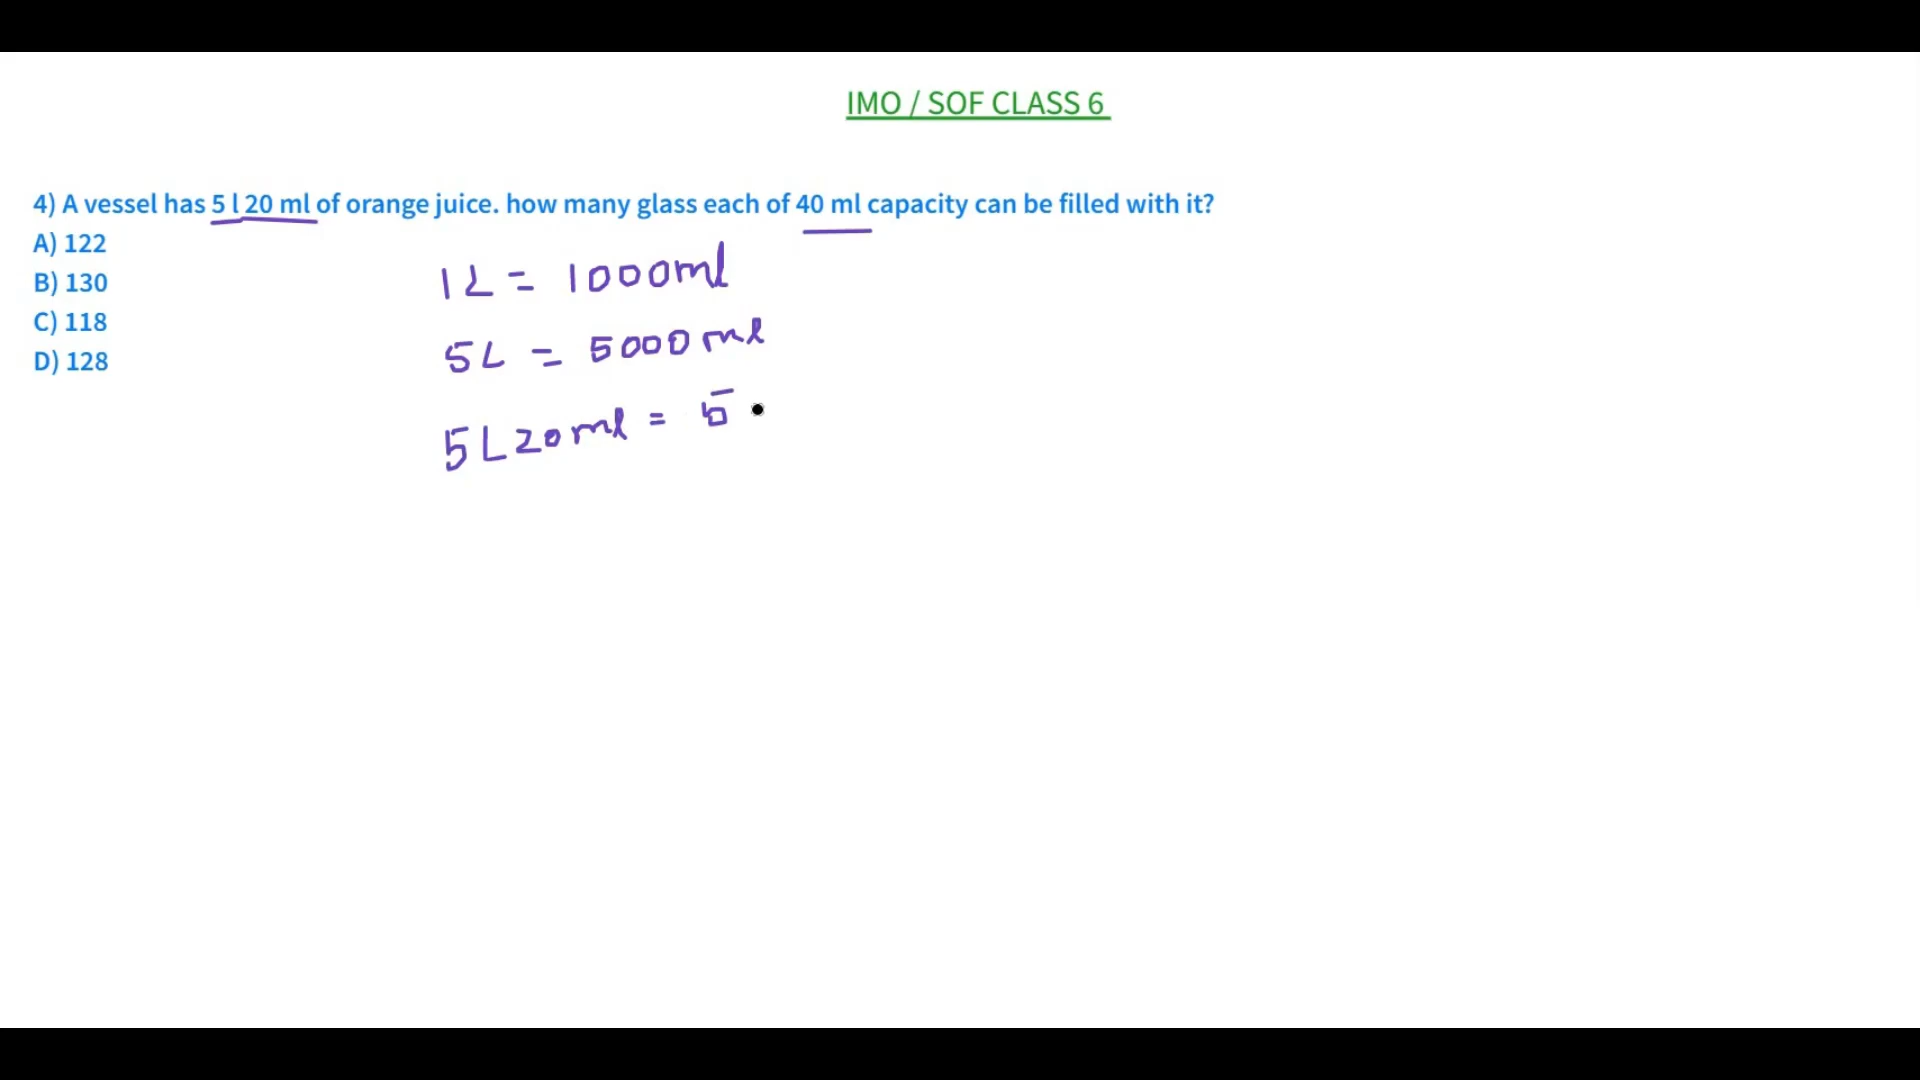 IMO / SOF CLASS 6
4) A vessel has 5 l 20 ml of orange juice. how many glass each of 40 ml capacity can be filled with it?
A) 122
B) 130
C) 118
D) 128
1L = 1000ml
5L = 5000ml
5L20ml = 5